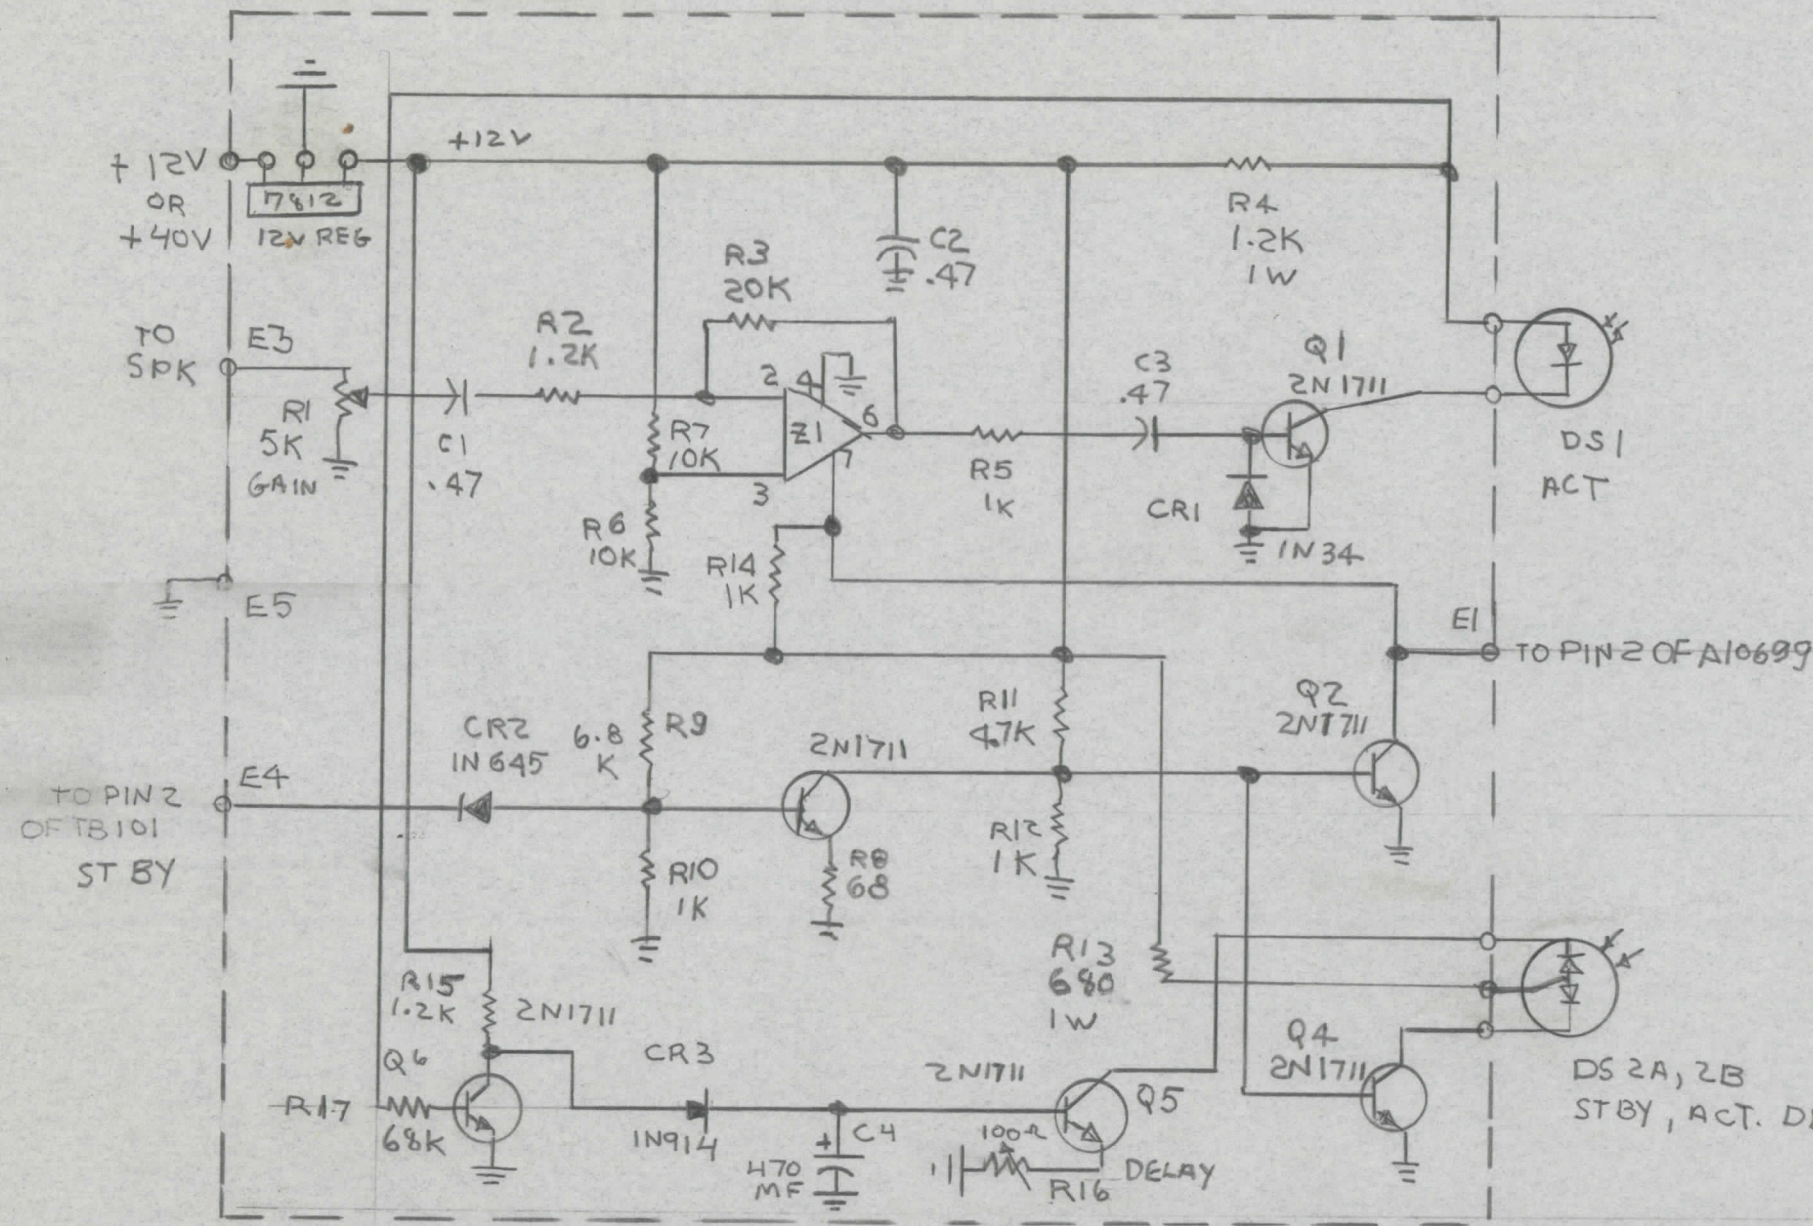 +12V
+ 12V
OR
+40V
7812
12V REG
R4
1.2K
1W
C2
.47
R3
20K
R2
1.2K
TO
SPK
E3
R1
5K
GAIN
C1
.47
R7
10K
2
4
Z1
6
7
3
R5
1K
C3
.47
Q1
2N1711
CR1
1N34
DS1
ACT
R6
10K
R14
1K
E5
E1
TO PIN 2 OF A10699
CR2
1N645
6.8
K
R9
2N1711
R11
4.7K
Q2
2N1711
TO PIN 2
OF TB101
ST BY
E4
R10
1K
R8
68
R12
1K
R13
680
1W
R15
1.2K
2N1711
Q6
R17
68K
CR3
1N914
C4
+
470
MF
2N1711
Q5
100Ω
R16
DELAY
Q4
2N1711
DS 2A, 2B
ST BY, ACT.